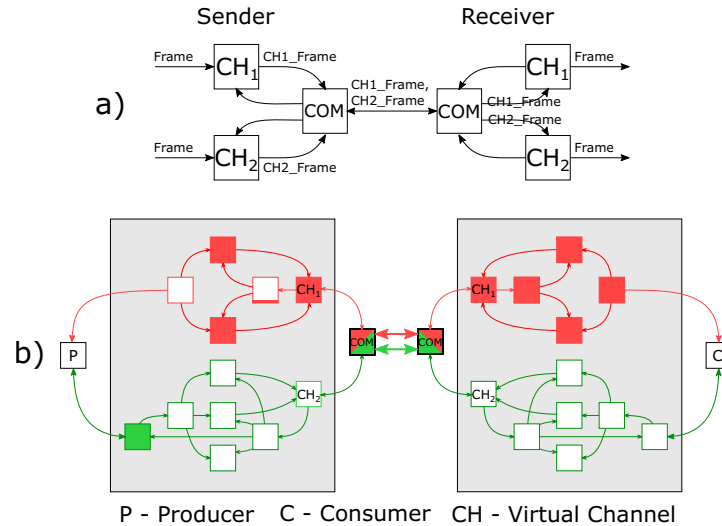 Sender
Receiver
a)
Frame
CH1
CH1_Frame
COM
CH1_Frame,
CH2_Frame
COM
CH1_Frame
CH2_Frame
CH1
Frame
Frame
CH2
CH2_Frame
CH2
Frame
b)
P
CH1
COM
COM
CH1
C
CH2
CH2
P - Producer
C - Consumer
CH - Virtual Channel